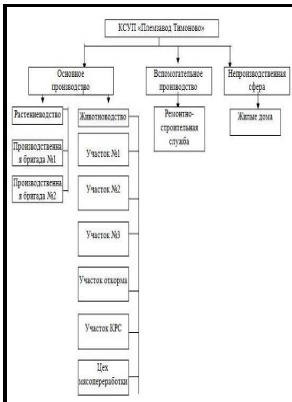 КСУП «Племзавод Тимоново»
Основное
производство
Вспомогательное
производство
Непроизводственная
сфера
Растениеводство
Производственна
я бригада №1
Производственна
я бригада №2
Животноводство
Участок №1
Участок №2
Участок №3
Участок откорма
Участок КРС
Цех
мясопереработки
Ремонтно-
строительная
служба
Жилые дома